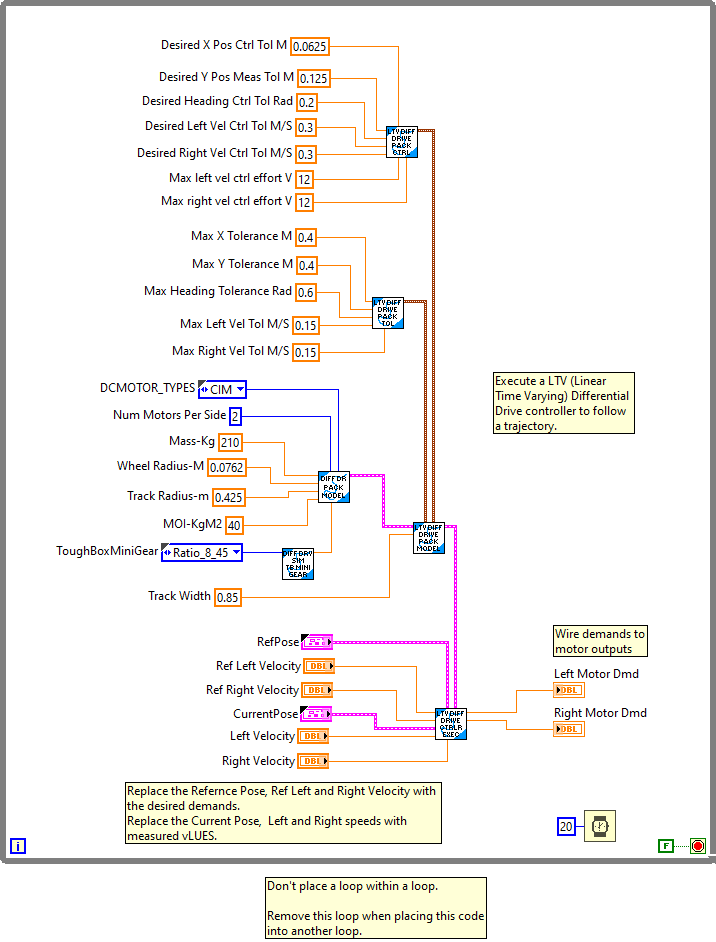 Desired X Pos Ctrl Tol M 0.0625
Desired Y Pos Meas Tol M 0.125
Desired Heading Ctrl Tol Rad 0.2
Desired Left Vel Ctrl Tol M/S 0.3
Desired Right Vel Ctrl Tol M/S 0.3
Max left vel ctrl effort V 12
Max right vel ctrl effort V 12
LTV DIFF
DRIVE
PACK
CTRL
Max X Tolerance M 0.4
Max Y Tolerance M 0.4
Max Heading Tolerance Rad 0.6
Max Left Vel Tol M/S 0.15
Max Right Vel Tol M/S 0.15
LTV DIFF
DRIVE
PACK
TOL
Execute a LTV (Linear
Time Varying) Differential
Drive controller to follow
a trajectory.
DCMOTOR_TYPES CIM
Num Motors Per Side 2
Mass-Kg 210
Wheel Radius-M 0.0762
Track Radius-m 0.425
MOI-KgM2 40
DIFF DR
PACK
MODEL
ToughBoxMiniGear Ratio_8_45
DIFF DRV
SIM
TB MINI
GEAR
LTV DIFF
DRIVE
PACK
MODEL
Track Width 0.85
RefPose
Ref Left Velocity DBL
Ref Right Velocity DBL
CurrentPose
Left Velocity DBL
Right Velocity DBL
LTV DIFF
DRIVE
CTRLR
EXEC
Wire demands to
motor outputs
Left Motor Dmd
DBL
Right Motor Dmd
DBL
Replace the Refernce Pose, Ref Left and Right Velocity with
the desired demands.
Replace the Current Pose,  Left and Right speeds with
measured vLUES.
20
i
F
Don't place a loop within a loop.
Remove this loop when placing this code
into another loop.